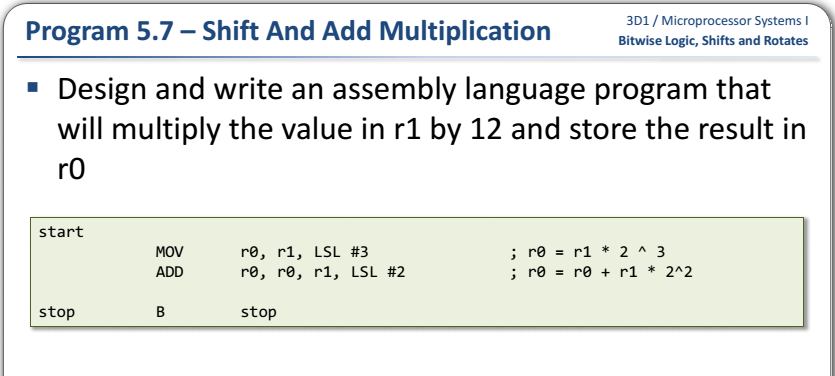 Program 5.7 – Shift And Add Multiplication
3D1 / Microprocessor Systems I
Bitwise Logic, Shifts and Rotates
▪ Design and write an assembly language program that
will multiply the value in r1 by 12 and store the result in
r0
start
MOV r0, r1, LSL #3 ; r0 = r1 * 2 ^ 3
ADD r0, r0, r1, LSL #2 ; r0 = r0 + r1 * 2^2
stop B stop